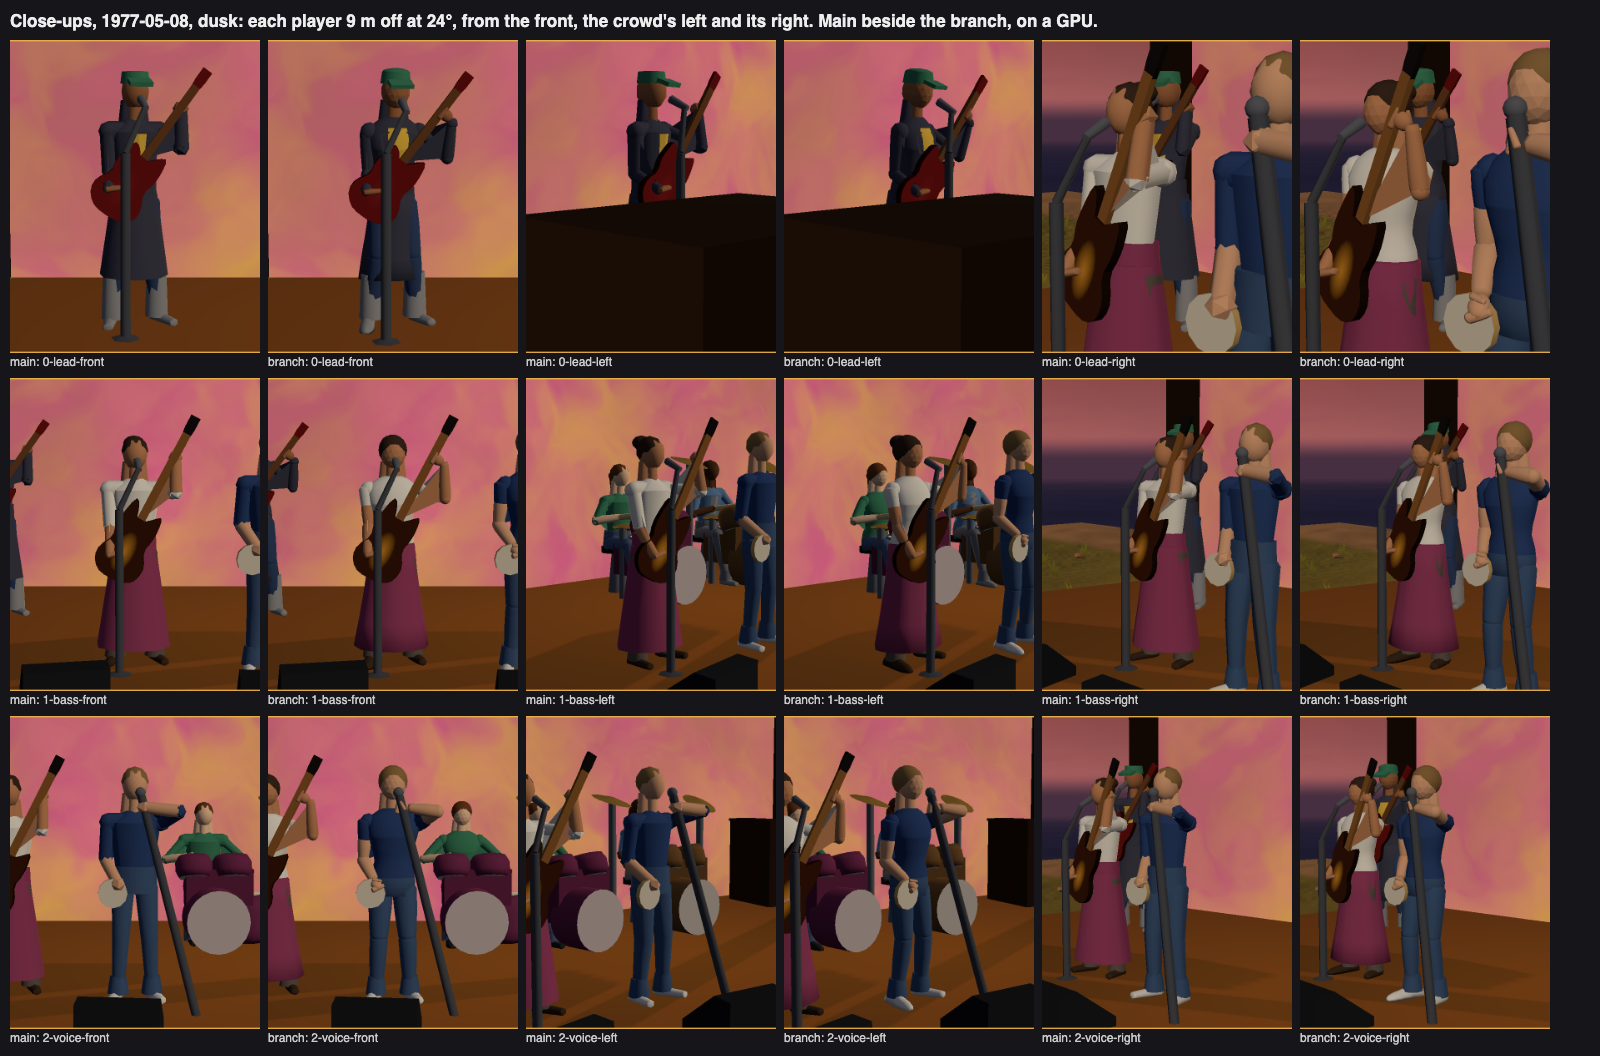 Close-ups, 1977-05-08, dusk: each player 9 m off at 24°, from the front, the crowd's left and its right. Main beside the branch, on a GPU.
main: 0-lead-front
branch: 0-lead-front
main: 0-lead-left
branch: 0-lead-left
main: 0-lead-right
branch: 0-lead-right
main: 1-bass-front
branch: 1-bass-front
main: 1-bass-left
branch: 1-bass-left
main: 1-bass-right
branch: 1-bass-right
main: 2-voice-front
branch: 2-voice-front
main: 2-voice-left
branch: 2-voice-left
main: 2-voice-right
branch: 2-voice-right